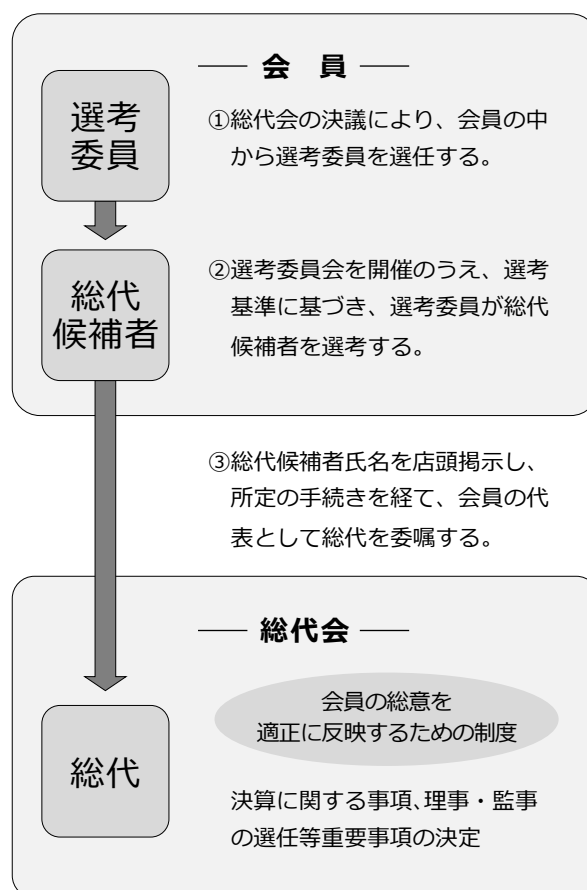 会　員
選考
委員
①総代会の決議により、会員の中
から選考委員を選任する。
総代
候補者
②選考委員会を開催のうえ、選考
基準に基づき、選考委員が総代
候補者を選考する。
③総代候補者氏名を店頭掲示し、
所定の手続きを経て、会員の代
表として総代を委嘱する。
総代会
総代
会員の総意を
適正に反映するための制度
決算に関する事項、理事・監事
の選任等重要事項の決定